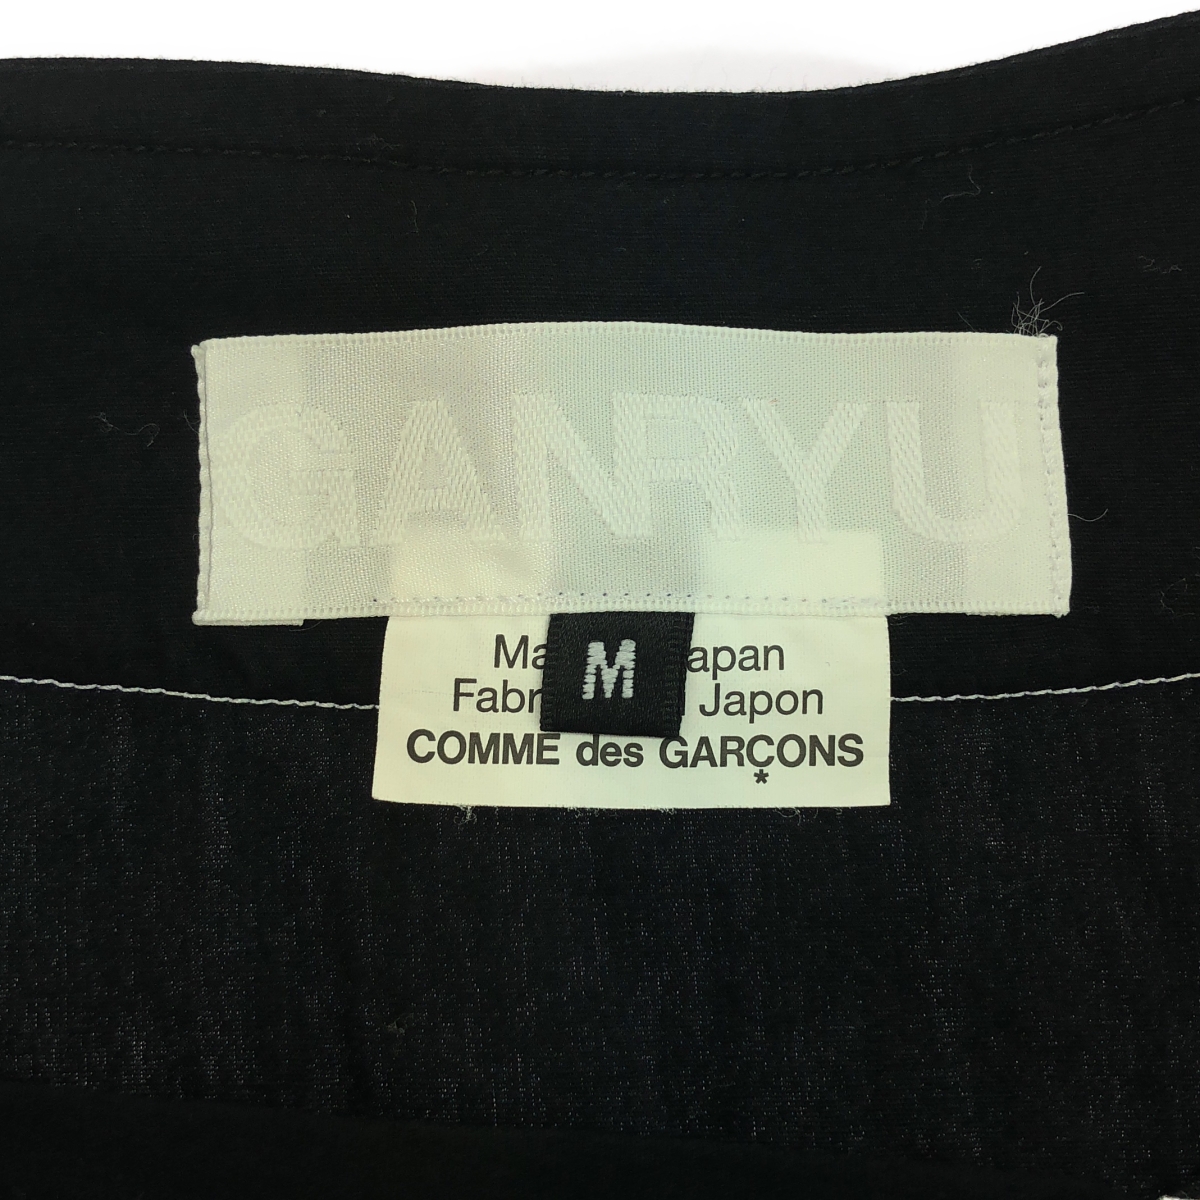 GANRYU
M
Ma apan
Fabr Japon
COMME des GARÇONS
*